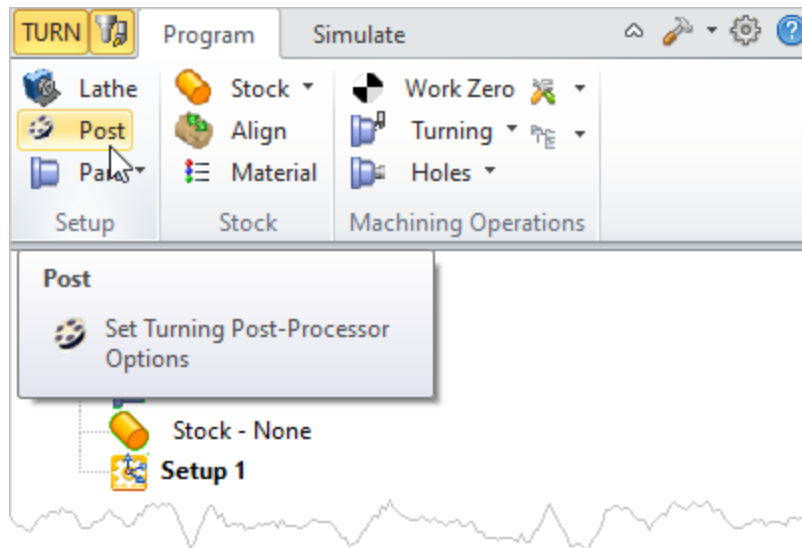 TURN Program Simulate
Lathe Stock Work Zero
Post Align Turning
Part Material Holes
Setup Stock Machining Operations
Post
Set Turning Post-Processor
Options
Stock - None
Setup 1